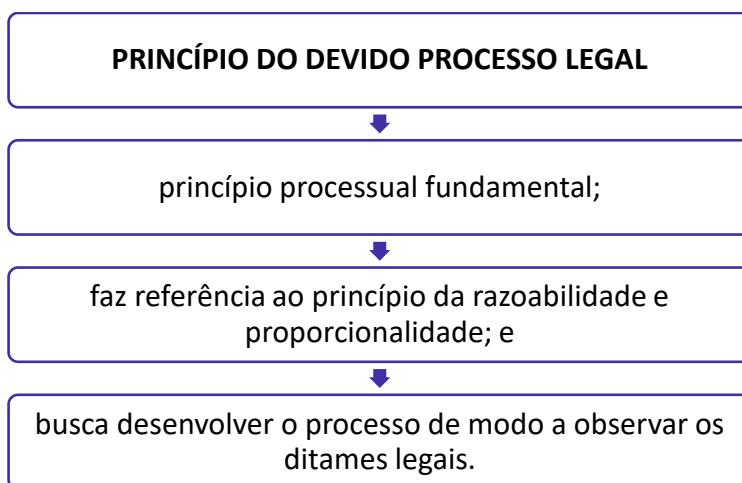 PRINCÍPIO DO DEVIDO PROCESSO LEGAL
princípio processual fundamental;
faz referência ao princípio da razoabilidade e
proporcionalidade; e
busca desenvolver o processo de modo a observar os
ditames legais.